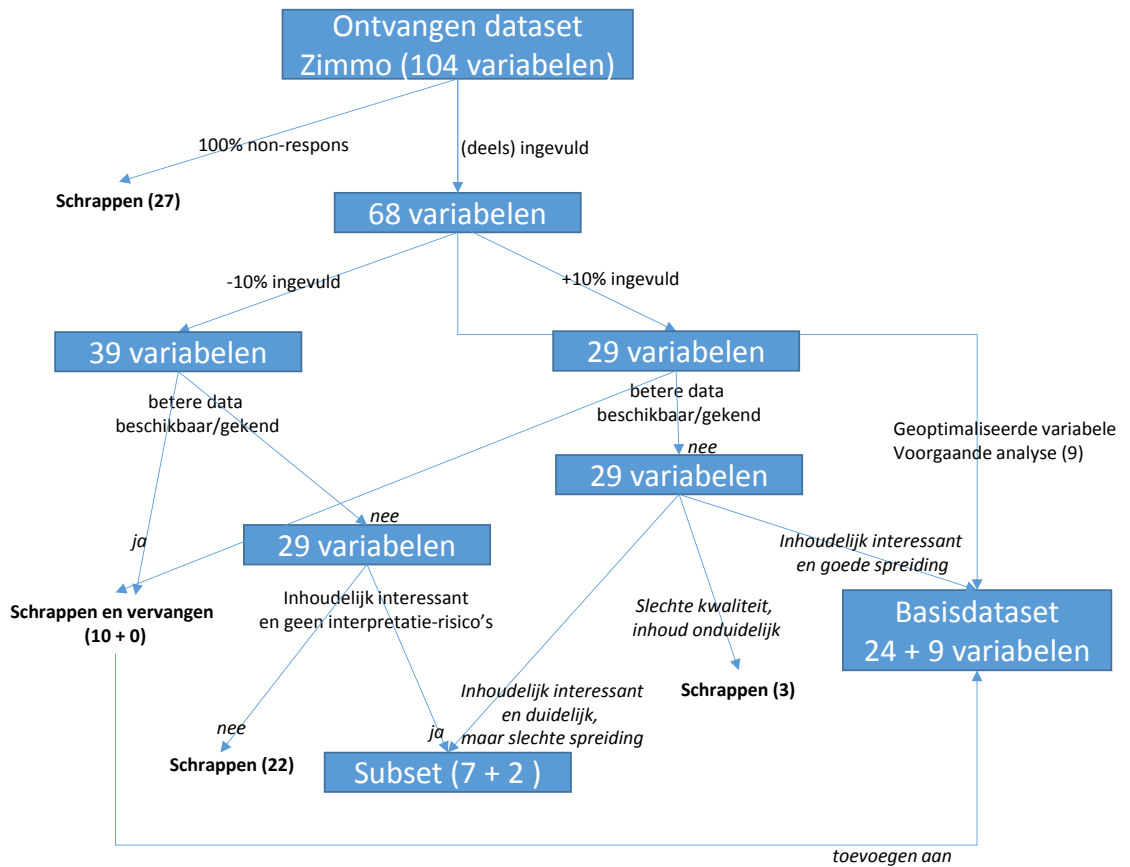 Ontvangen dataset
Zimmo (104 variabelen)
100% non-respons
(deels) ingevuld
Schrappen (27)
68 variabelen
-10% ingevuld
+10% ingevuld
39 variabelen
29 variabelen
betere data
beschikbaar/gekend
betere data
beschikbaar/gekend
Geoptimaliseerde variabele
Voorgaande analyse (9)
nee
29 variabelen
ja
nee
29 variabelen
Inhoudelijk interessant
en goede spreiding
Schrappen en vervangen
(10 + 0)
Inhoudelijk interessant
en geen interpretatie-risico's
Slechte kwaliteit,
inhoud onduidelijk
Basisdataset
24 + 9 variabelen
Schrappen (3)
Inhoudelijk interessant
en duidelijk,
maar slechte spreiding
nee
ja
Schrappen (22)
Subset (7 + 2 )
toevoegen aan